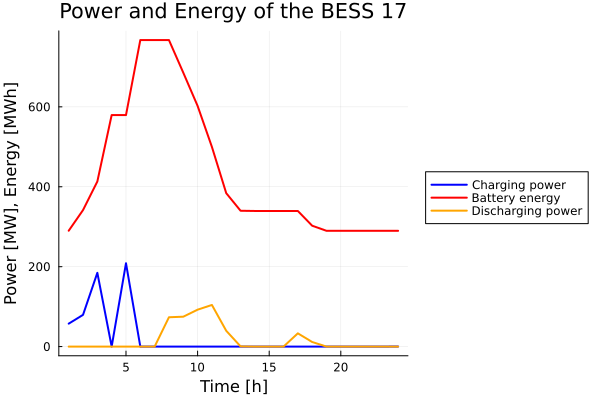 Power and Energy of the BESS 17
Power [MW], Energy [MWh]
600
400
200
0
5
10
15
20
Time [h]
Charging power
Battery energy
Discharging power